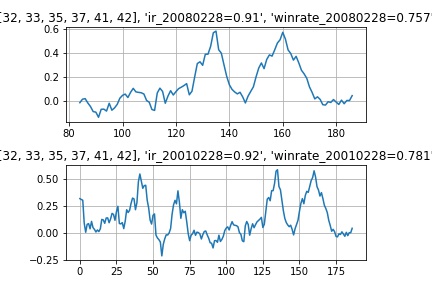 [32, 33, 35, 37, 41, 42], 'ir_20080228=0.91', 'winrate_20080228=0.757'
0.6
0.4
0.2
0.0
80 100 120 140 160 180
[32, 33, 35, 37, 41, 42], 'ir_20010228=0.92', 'winrate_20010228=0.781'
0.50
0.25
0.00
-0.25
0 25 50 75 100 125 150 175